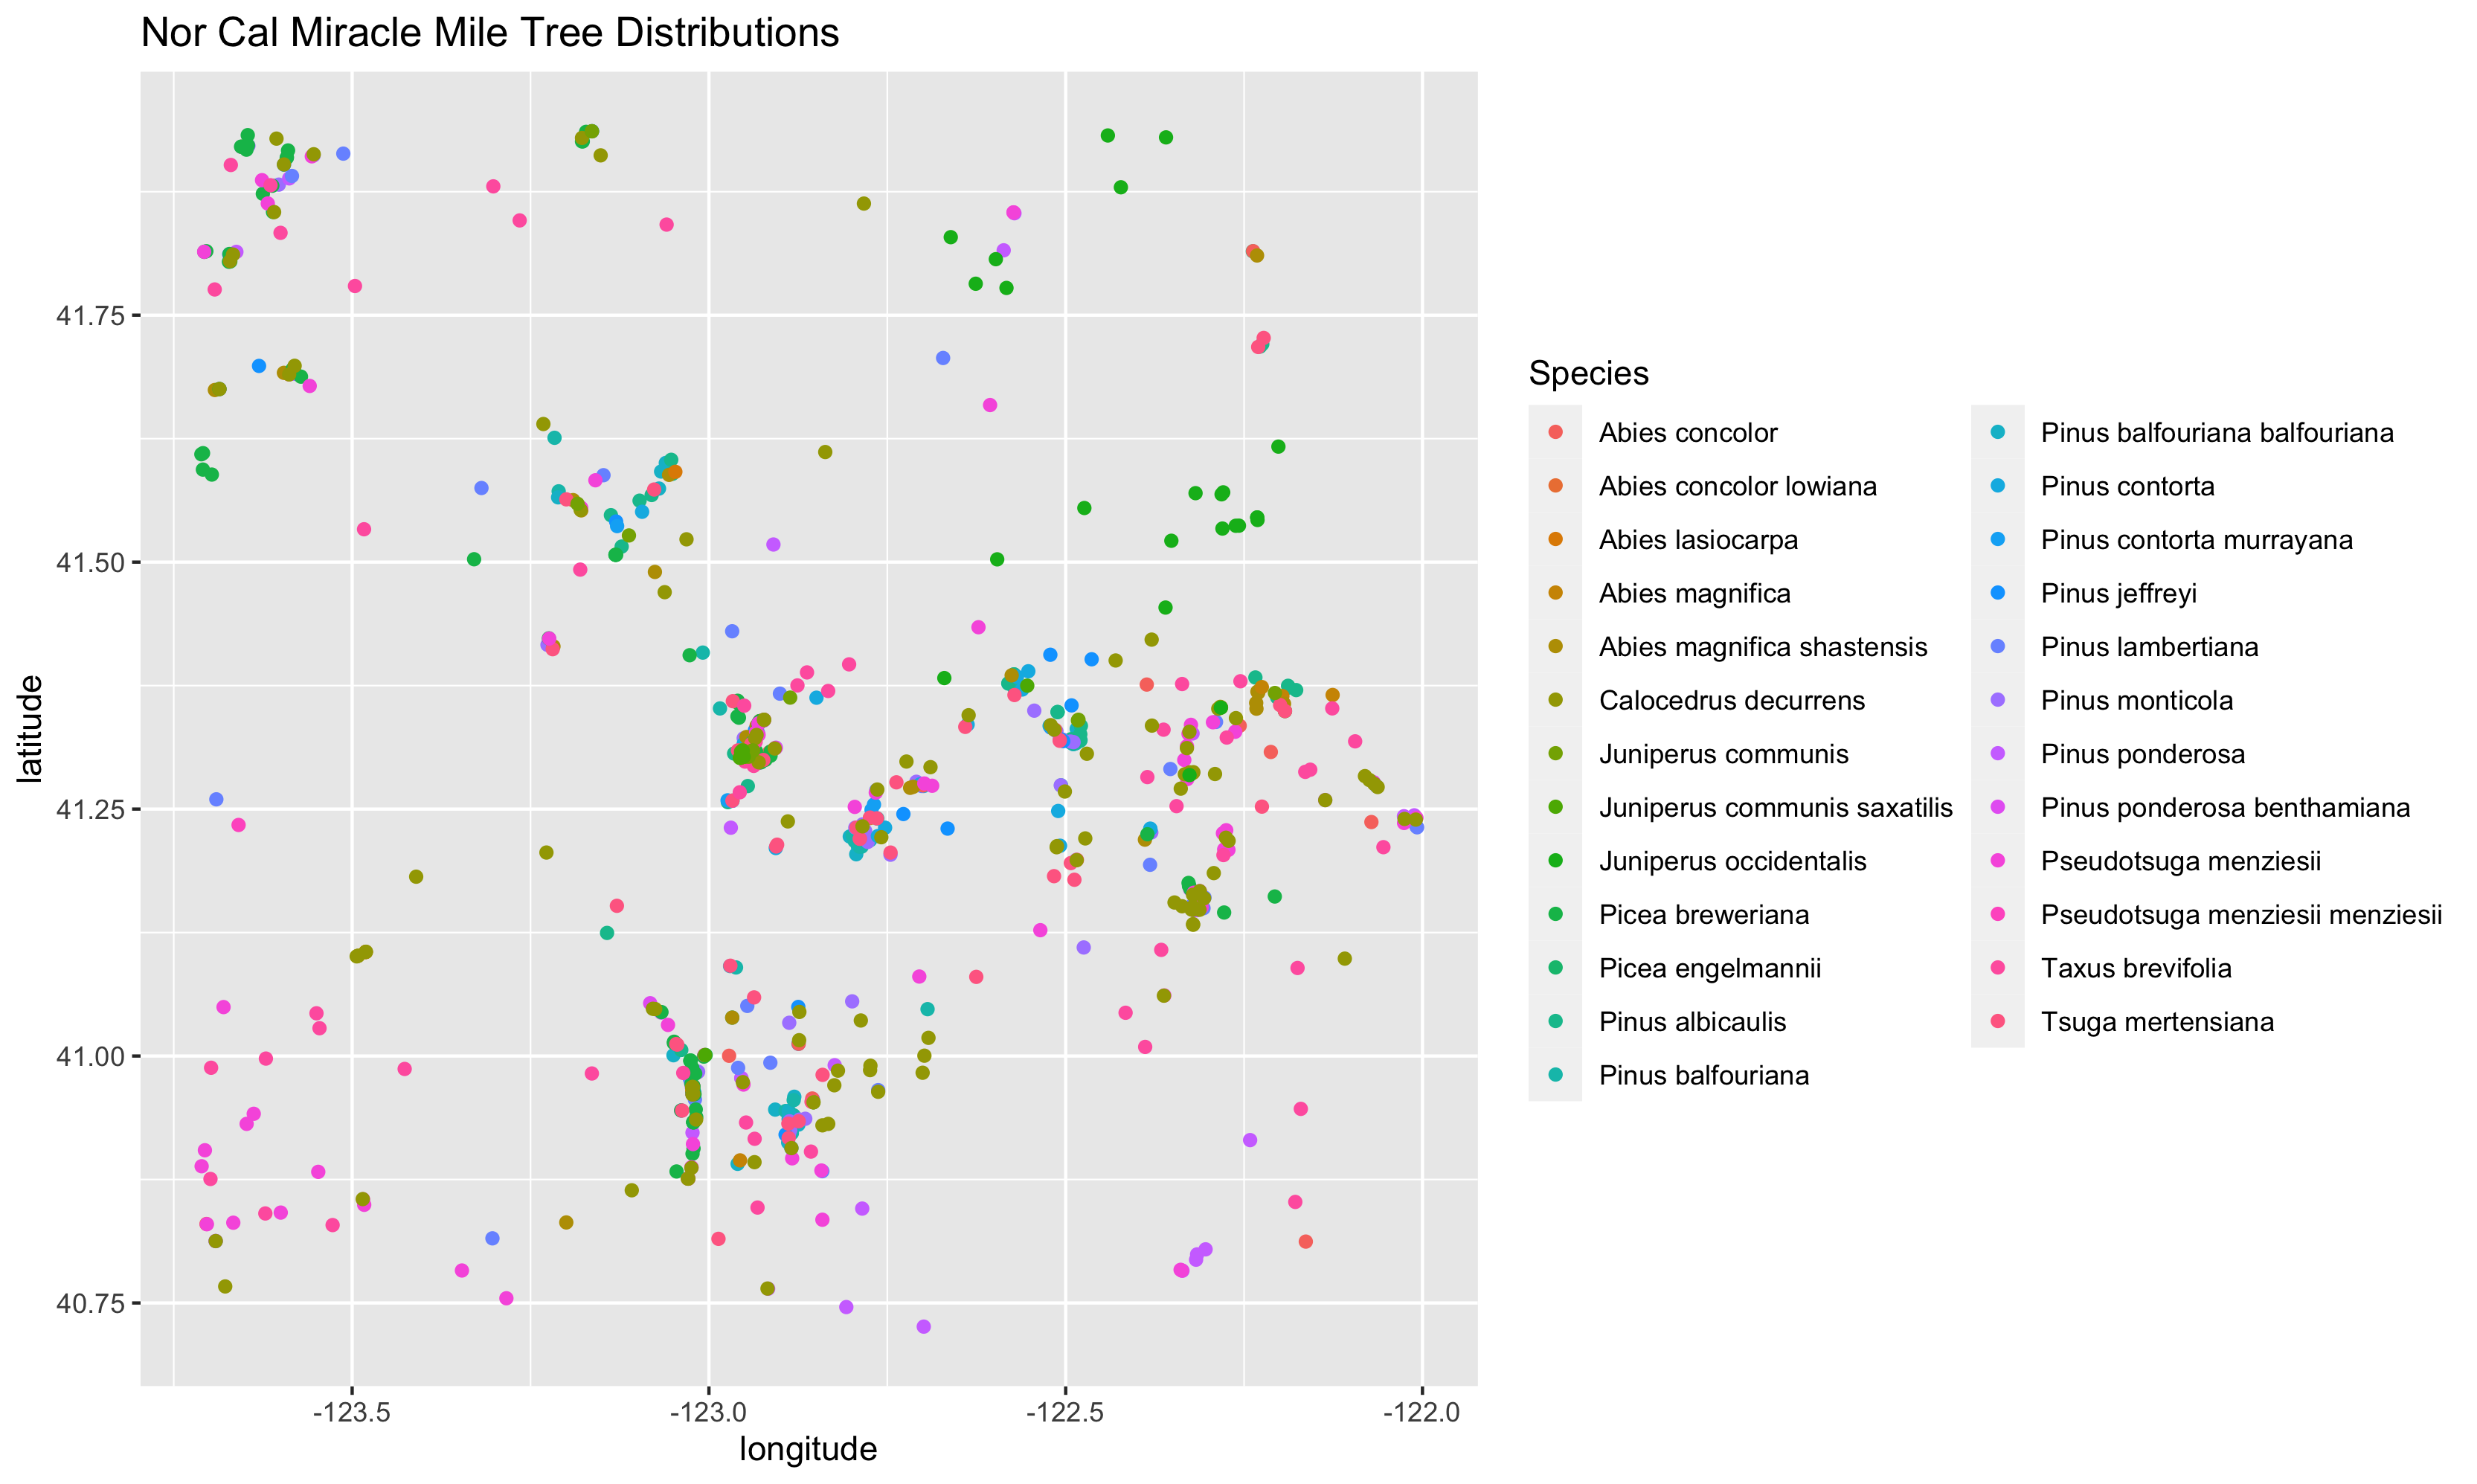 Nor Cal Miracle Mile Tree Distributions
latitude
41.75
41.50
41.25
41.00
40.75
-123.5
-123.0
-122.5
-122.0
longitude
Species
Abies concolor
Abies concolor lowiana
Abies lasiocarpa
Abies magnifica
Abies magnifica shastensis
Calocedrus decurrens
Juniperus communis
Juniperus communis saxatilis
Juniperus occidentalis
Picea breweriana
Picea engelmannii
Pinus albicaulis
Pinus balfouriana
Pinus balfouriana balfouriana
Pinus contorta
Pinus contorta murrayana
Pinus jeffreyi
Pinus lambertiana
Pinus monticola
Pinus ponderosa
Pinus ponderosa benthamiana
Pseudotsuga menziesii
Pseudotsuga menziesii menziesii
Taxus brevifolia
Tsuga mertensiana